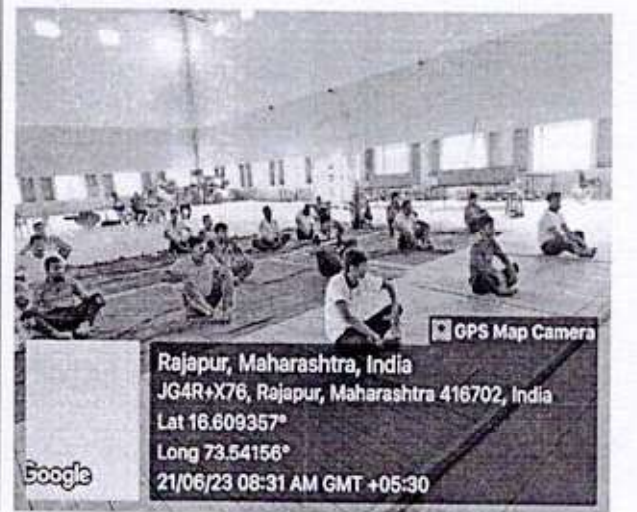 GPS Map Camera
Rajapur, Maharashtra, India
JG4R+X76, Rajapur, Maharashtra 416702, India
Lat 16.609357°
Long 73.54156°
21/06/23 08:31 AM GMT +05:30
Google